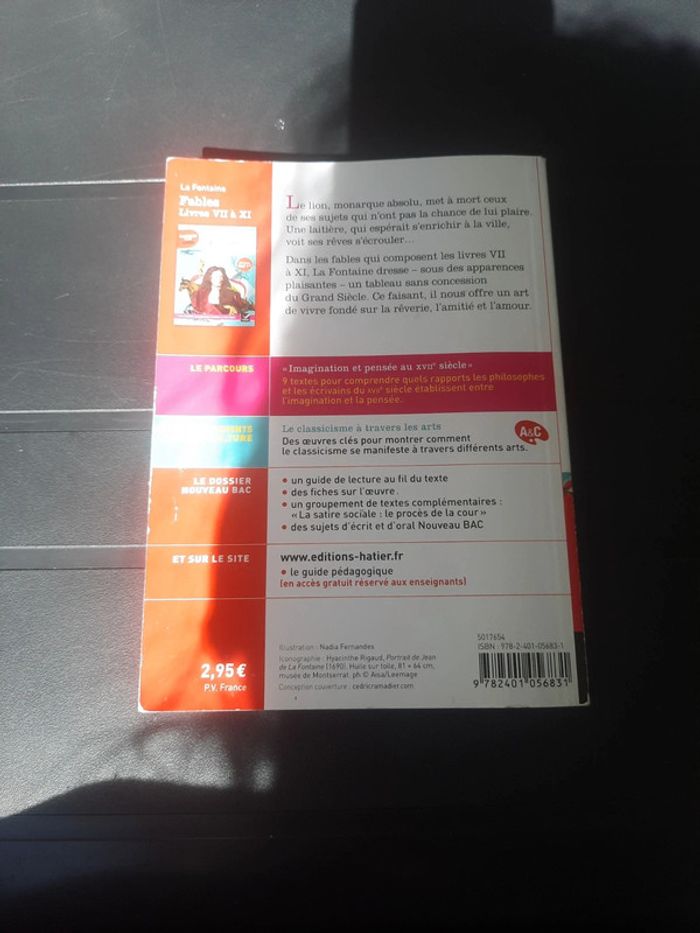 La Fontaine
Fables
Livres VII à XI
Le lion, monarque absolu, met à mort ceux
de ses sujets qui n'ont pas la chance de lui plaire.
Une laitière, qui espérait s'enrichir à la ville,
voit ses rêves s'écrouler…
Dans les fables qui composent les livres VII
à XI, La Fontaine dresse – sous des apparences
plaisantes – un tableau sans concession
du Grand Siècle. Ce faisant, il nous offre un art
de vivre fondé sur la rêverie, l'amitié et l'amour.
LE PARCOURS
« Imagination et pensée au XVIIe siècle »
9 textes pour comprendre quels rapports les philosophes
et les écrivains du XVIIe siècle établissent entre
l'imagination et la pensée.
Le classicisme à travers les arts
A&C
Des œuvres clés pour montrer comment
le classicisme se manifeste à travers différents arts.
LE DOSSIER
NOUVEAU BAC
• un guide de lecture au fil du texte
• des fiches sur l'œuvre.
• un groupement de textes complémentaires :
« La satire sociale : le procès de la cour »
• des sujets d'écrit et d'oral Nouveau BAC
ET SUR LE SITE
www.editions-hatier.fr
• le guide pédagogique
(en accès gratuit réservé aux enseignants)
2,95 €
P.V. France
Illustration : Nadia Fernandes
Iconographie : Hyacinthe Rigaud, Portrait de Jean
de La Fontaine (1690). Huile sur toile, 81 × 64 cm,
musée de Montserrat. ph © Aisa/Leemage
Conception couverture : cedricramadier.com
5017654
ISBN : 978-2-401-05683-1
9 782401 056831